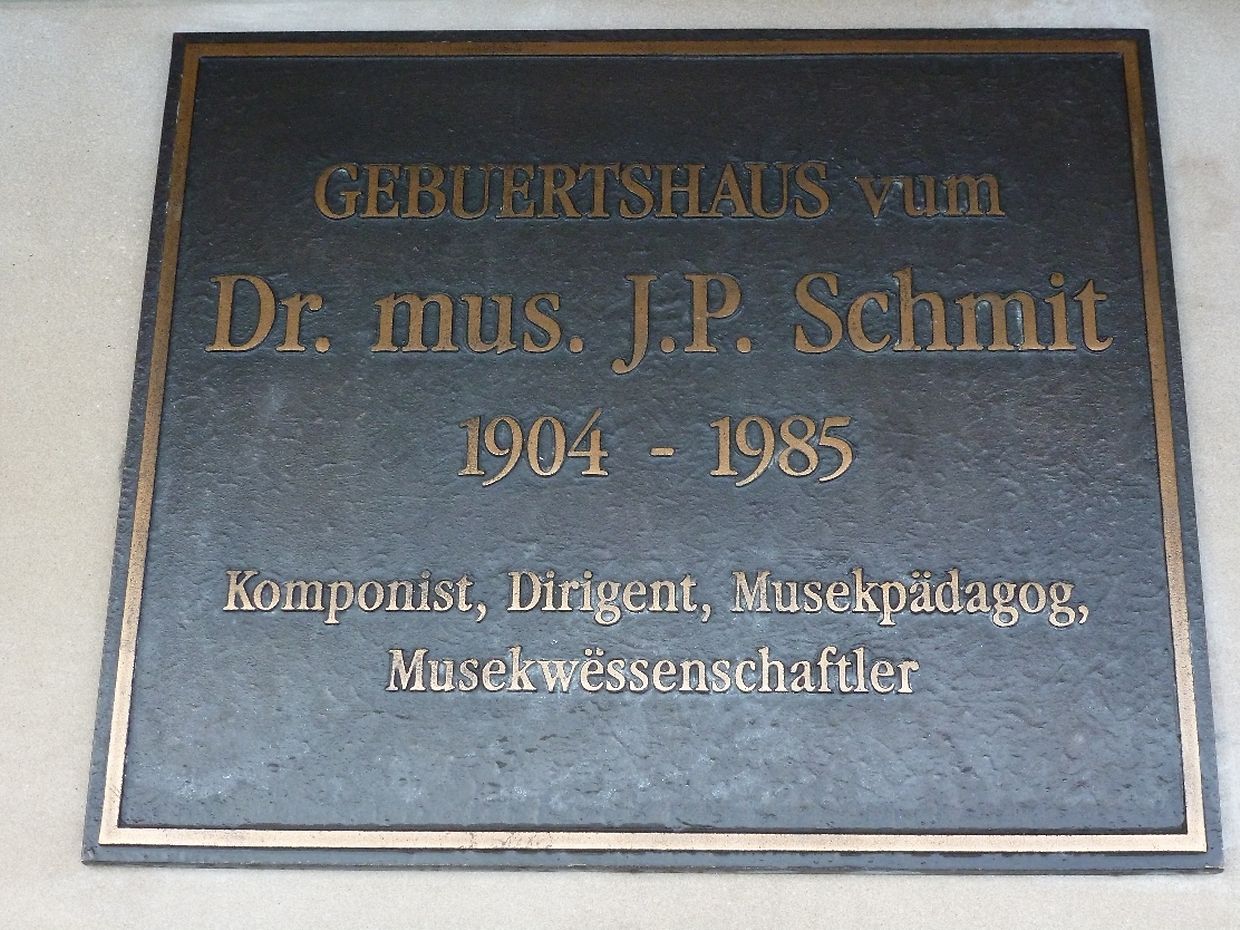 GEBUERTSHAUS vum
Dr. mus. J.P. Schmit
1904 - 1985
Komponist, Dirigent, Musekpädagog,
Musekwëssenschaftler